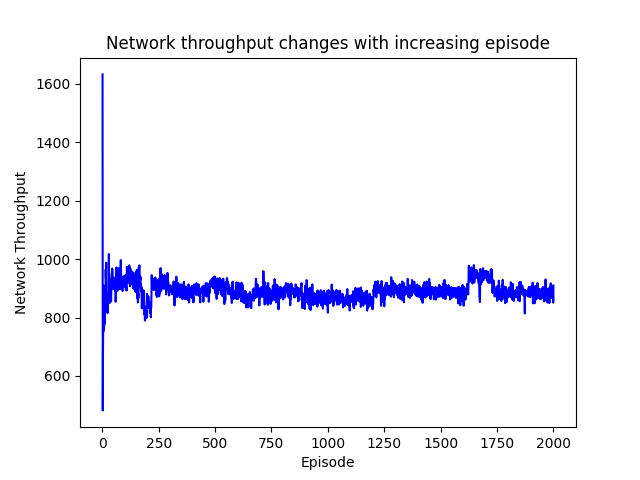 Network throughput changes with increasing episode
1600
1400
1200
1000
800
600
Network Throughput
0 250 500 750 1000 1250 1500 1750 2000
Episode